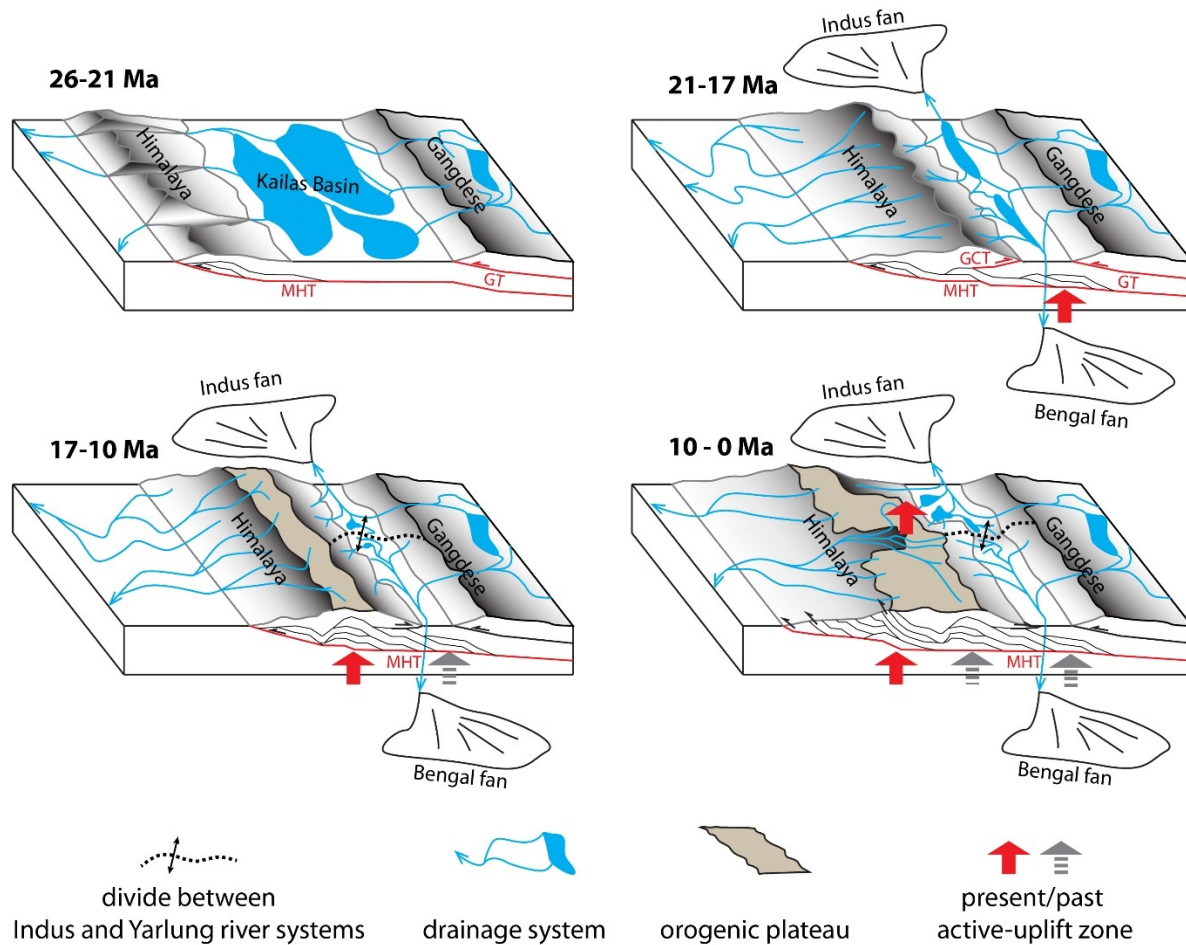 26-21 Ma
Himalaya
Kailas Basin
Gangdese
MHT
GT
Indus fan
21-17 Ma
Himalaya
Gangdese
GCT
MHT
GT
Bengal fan
Indus fan
17-10 Ma
Himalaya
Gangdese
MHT
Bengal fan
Indus fan
10 - 0 Ma
Himalaya
Gangdese
MHT
Bengal fan
divide between
Indus and Yarlung river systems
drainage system
orogenic plateau
present/past
active-uplift zone